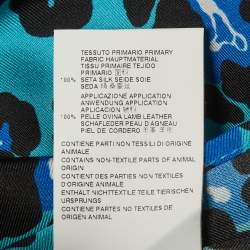 TESSUTO PRIMARIO PRIMARY
FABRIC HAUPTMATERIAL
TISSU PRIMAIRE TEJIDO
PRIMARIO 面料
100% SETA SILK SEIDE SOIE
SEDA
APPLICAZIONE APPLICATION
ANWENDUNG APPLICATION
APLICACION
100% PELLE OVINA LAMB LEATHER
SCHAFLEDER PEAU D'AGNEAU
PIEL DE CORDERO
CONTIENE PARTI NON TESSILI DI ORIGINE
ANIMALE
CONTAINS NON-TEXTILE PARTS OF ANIMAL
ORIGIN
CONTIENT DES PARTIES NON TEXTILES
D'ORIGINE ANIMALE
ENTHÄLT NICHTTEXTILE TEILE TIERISCHEN
URSPRUNGS
CONTIENE PARTES NO TEXTILES DE ORIGEN
ANIMAL